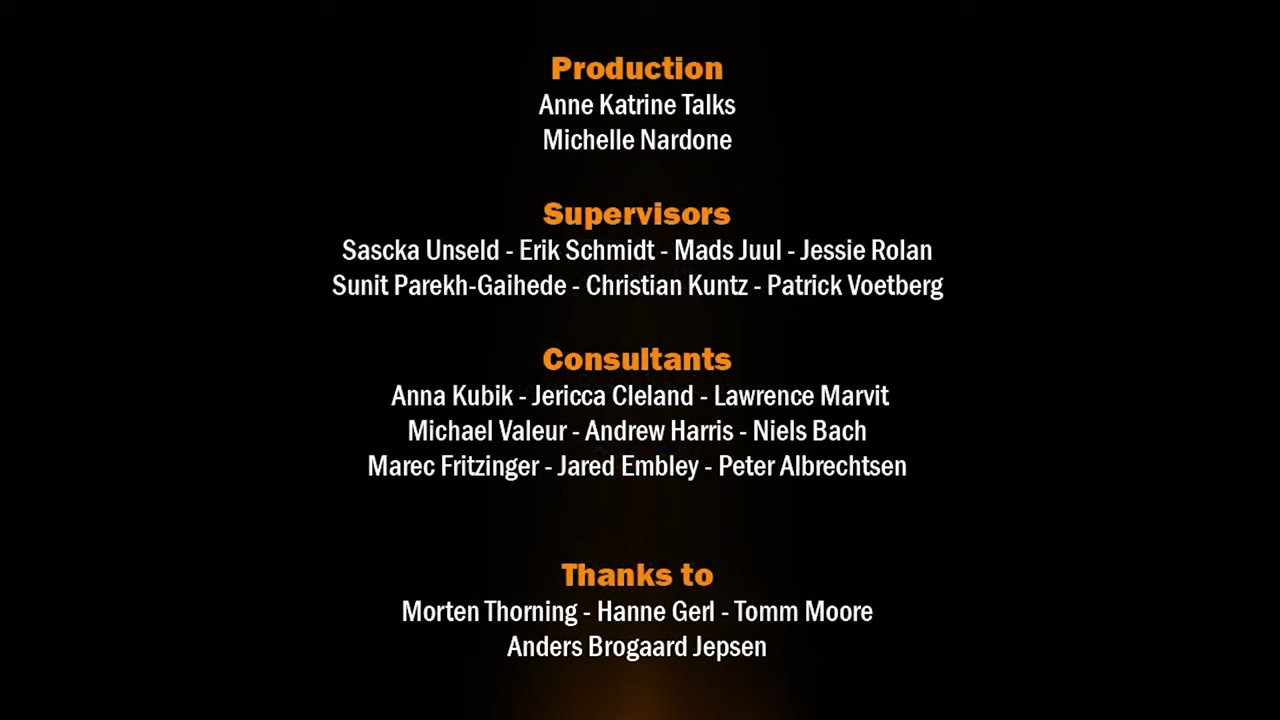 Production
Anne Katrine Talks
Michelle Nardone
Supervisors
Sascka Unseld - Erik Schmidt - Mads Juul - Jessie Rolan
Sunit Parekh-Gaihede - Christian Kuntz - Patrick Voetberg
Consultants
Anna Kubik - Jericca Cleland - Lawrence Marvit
Michael Valeur - Andrew Harris - Niels Bach
Marec Fritzinger - Jared Embley - Peter Albrechtsen
Thanks to
Morten Thorning - Hanne Gerl - Tomm Moore
Anders Brogaard Jepsen